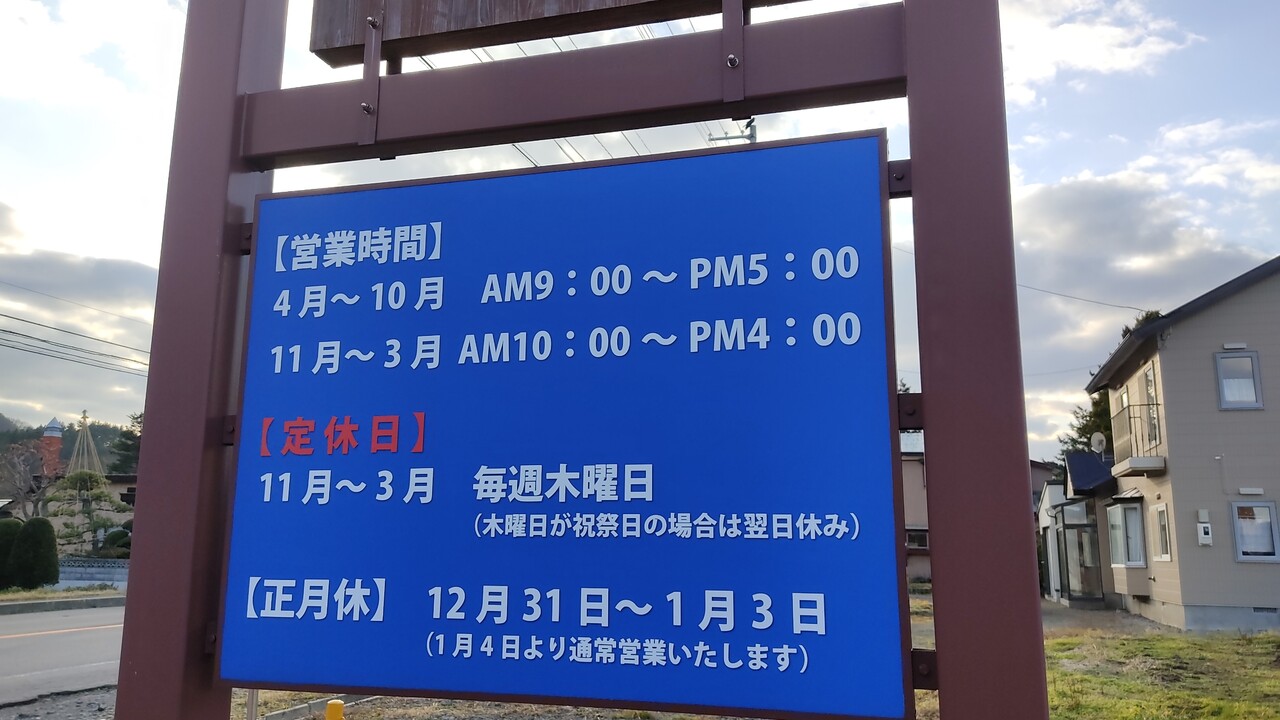 【営業時間】
4月～10月　AM9：00～PM5：00
11月～3月 AM10：00～PM4：00
【定休日】
11月～3月　毎週木曜日
（木曜日が祝祭日の場合は翌日休み）
【正月休】　12月31日～1月3日
（1月4日より通常営業いたします）